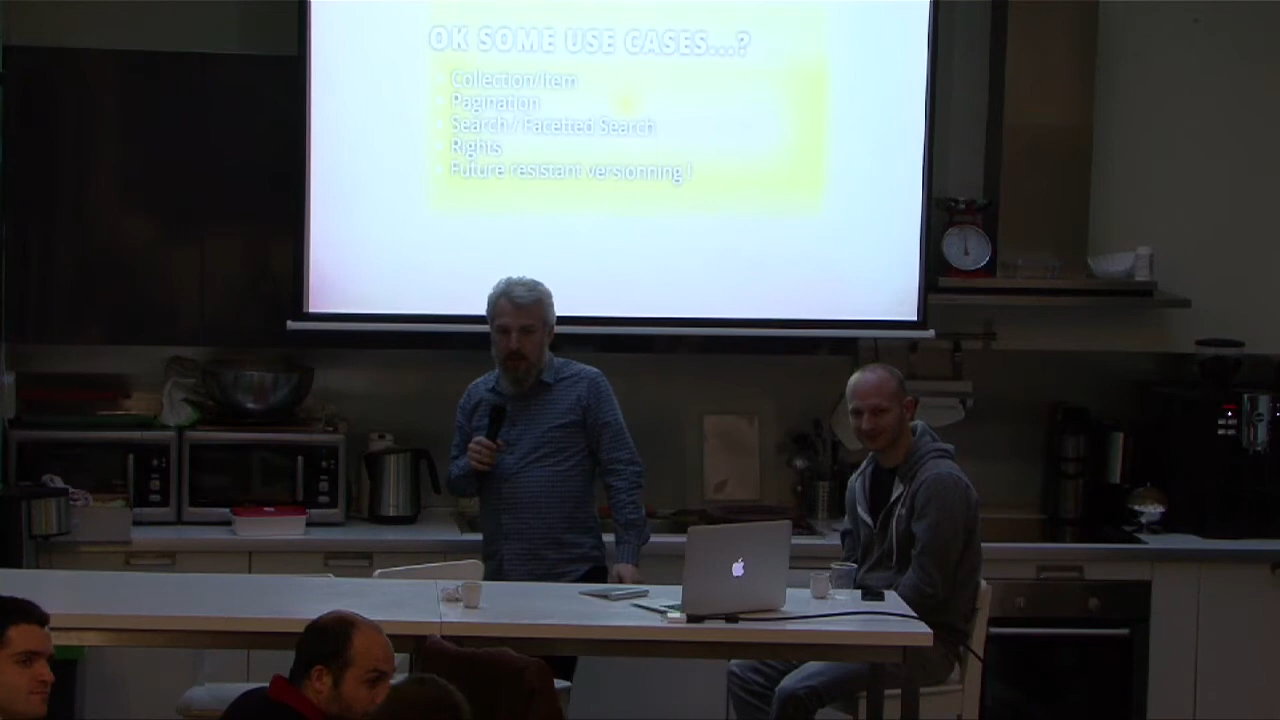 OK SOME USE CASES...?
Collection/Item
Pagination
Search / Facetted Search
Rights
Future resistant versionning !